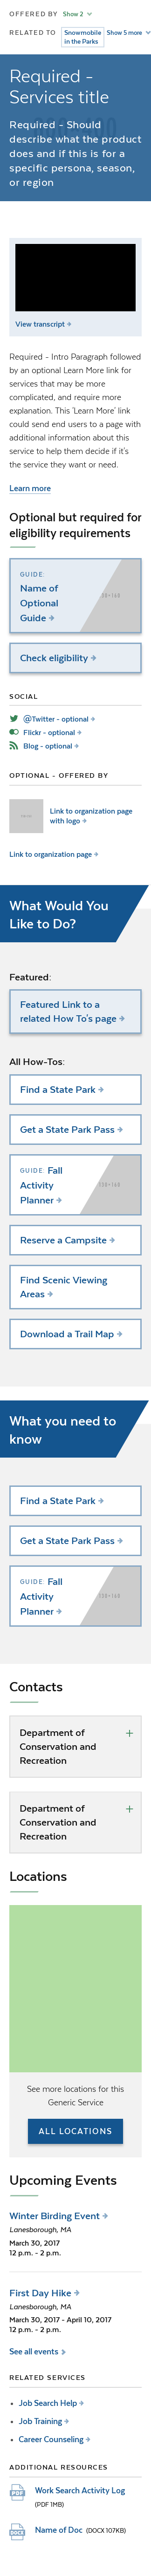 OFFERED BY Show 2
RELATED TO Snowmobile in the Parks Show 5 more
Required -
Services title
Required - Should
describe what the product
does and if this is for a
specific persona, season,
or region
View transcript
Required - Intro Paragraph followed
by an optional Learn More link for
services that may be more
complicated, and require more
explanation. This 'Learn More' link
could send end users to a page with
additional information about this
service to help them decide if it's
the service they want or need.
Learn more
Optional but required for
eligibility requirements
GUIDE:
Name of
Optional
Guide
Check eligibility
SOCIAL
@Twitter - optional
Flickr - optional
Blog - optional
OPTIONAL - OFFERED BY
Link to organization page
with logo
Link to organization page
What Would You
Like to Do?
Featured:
Featured Link to a
related How To's page
All How-Tos:
Find a State Park
Get a State Park Pass
GUIDE: Fall
Activity
Planner
Reserve a Campsite
Find Scenic Viewing
Areas
Download a Trail Map
What you need to
know
Find a State Park
Get a State Park Pass
GUIDE: Fall
Activity
Planner
Contacts
Department of
Conservation and
Recreation
Department of
Conservation and
Recreation
Locations
See more locations for this
Generic Service
ALL LOCATIONS
Upcoming Events
Winter Birding Event
Lanesborough, MA
March 30, 2017
12 p.m. - 2 p.m.
First Day Hike
Lanesborough, MA
March 30, 2017 - April 10, 2017
12 p.m. - 2 p.m.
See all events
RELATED SERVICES
Job Search Help
Job Training
Career Counseling
ADDITIONAL RESOURCES
PDF Work Search Activity Log
(PDF 1MB)
DOCX Name of Doc (DOCX 107KB)